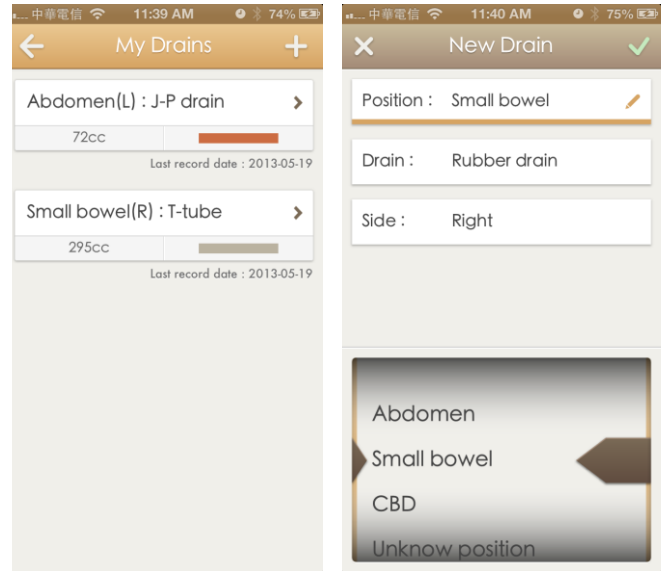 中華電信 11:39 AM 74%
My Drains
Abdomen(L) : J-P drain
72cc
Last record date : 2013-05-19
Small bowel(R) : T-tube
295cc
Last record date : 2013-05-19
中華電信 11:40 AM 75%
New Drain
Position : Small bowel
Drain : Rubber drain
Side : Right
Abdomen
Small bowel
CBD
Unknow position